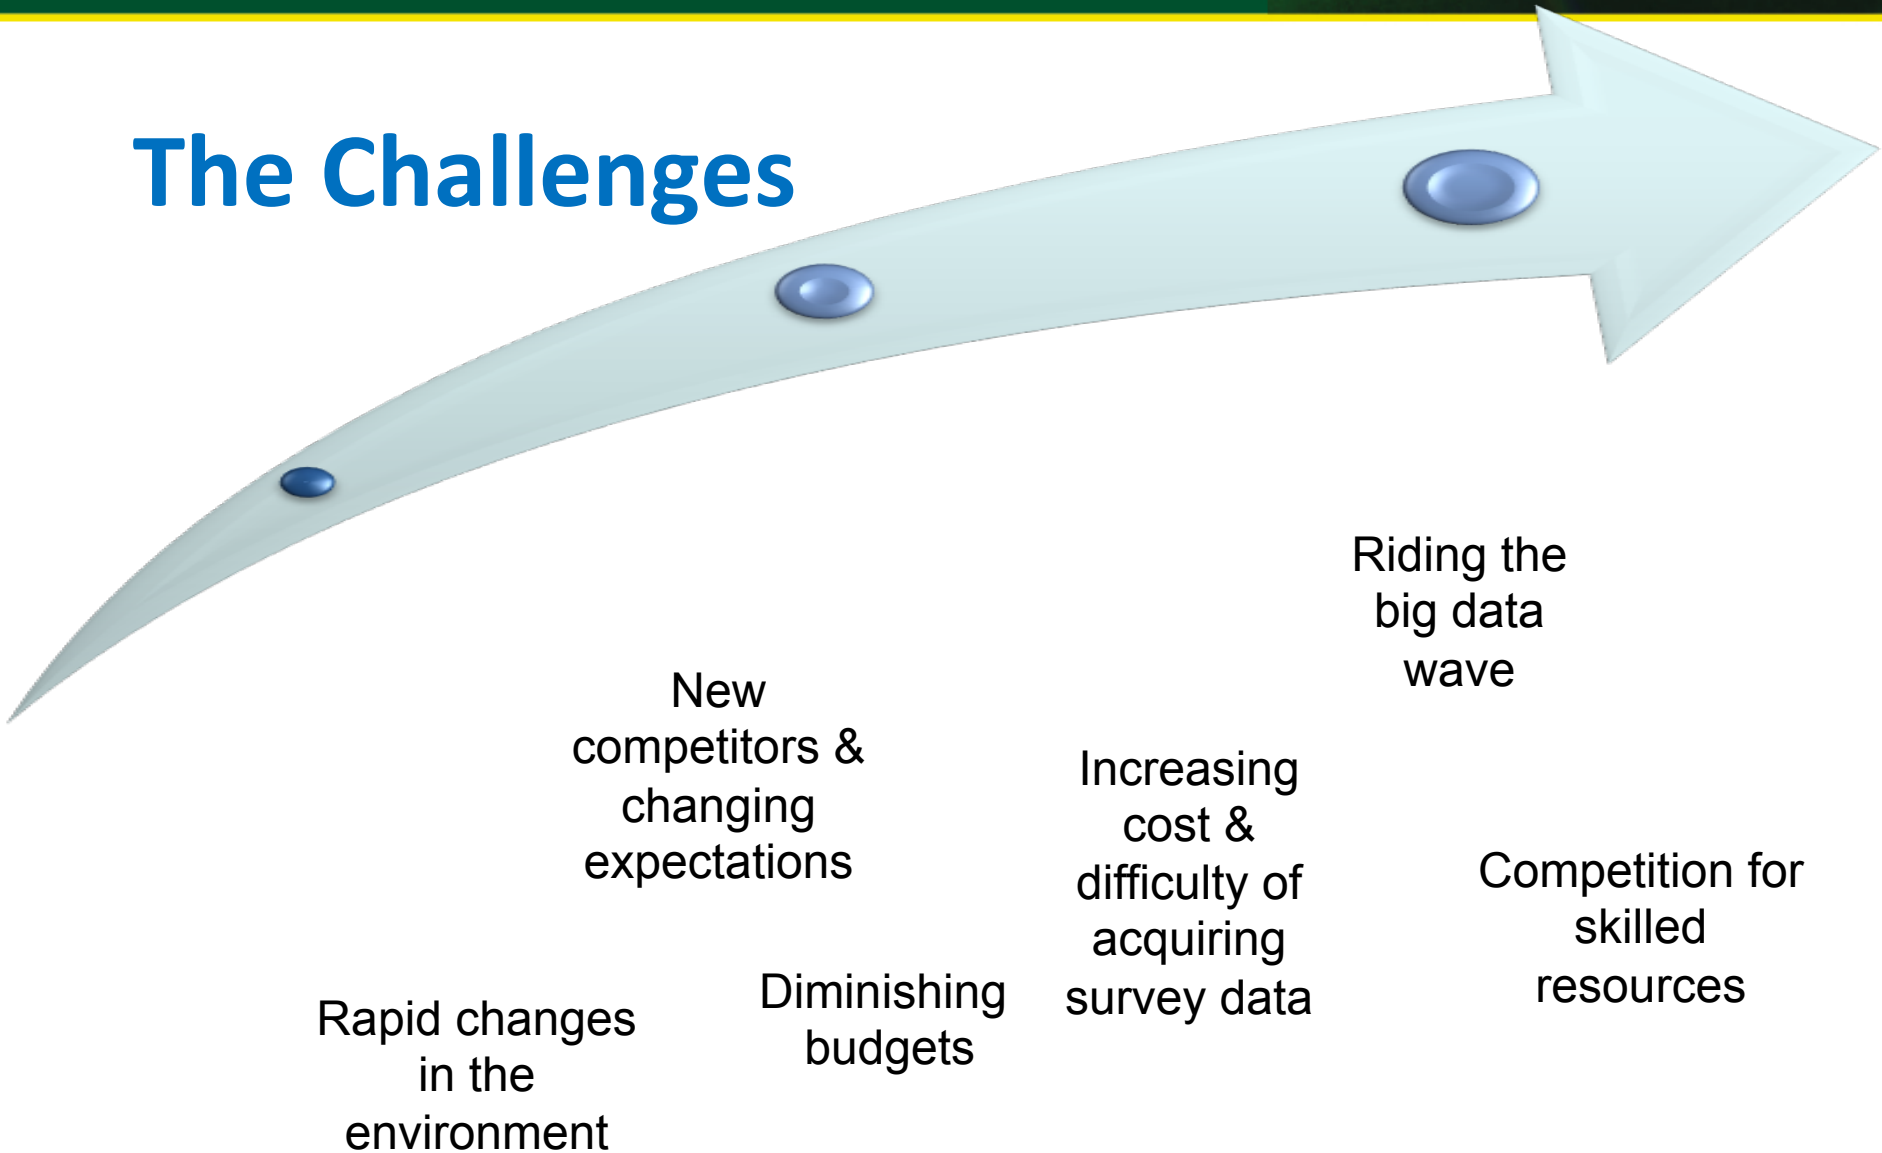 The Challenges
Riding the
big data
wave
New
competitors &
changing
expectations
Increasing
cost &
difficulty of
acquiring
survey data
Competition for
skilled
resources
Diminishing
budgets
Rapid changes
in the
environment